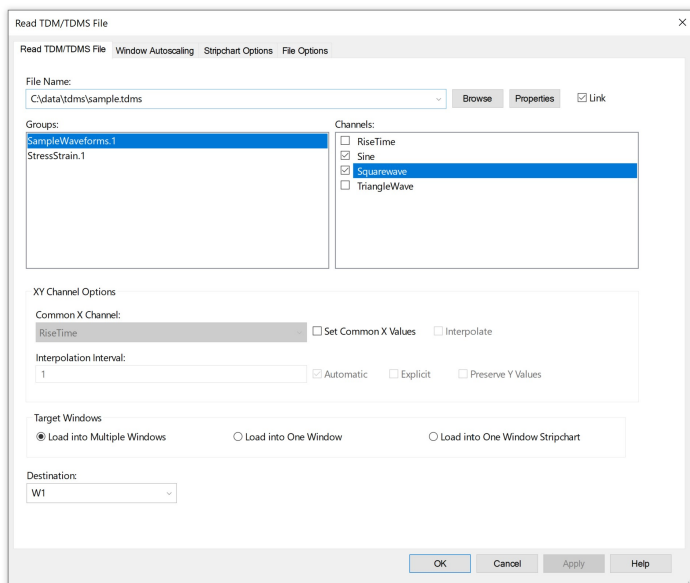 Read TDM/TDMS File
Read TDM/TDMS File Window Autoscaling Stripchart Options File Options
File Name:
C:\data\tdms\sample.tdms Browse Properties Link
Groups: Channels:
SampleWaveforms.1 RiseTime
StressStrain.1 Sine
Squarewave
TriangleWave
XY Channel Options
Common X Channel:
RiseTime Set Common X Values Interpolate
Interpolation Interval:
1 Automatic Explicit Preserve Y Values
Target Windows
Load into Multiple Windows Load into One Window Load into One Window Stripchart
Destination:
W1
OK Cancel Apply Help